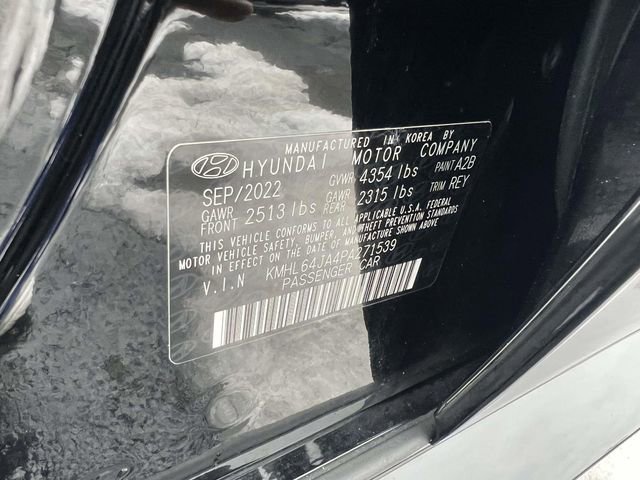 MANUFACTURED IN KOREA BY
HYUNDAI MOTOR COMPANY
SEP/2022 GVWR 4354 lbs PAINT A2B
GAWR FRONT 2513 lbs GAWR REAR 2315 lbs TRIM REY
THIS VEHICLE CONFORMS TO ALL APPLICABLE U.S.A. FEDERAL
MOTOR VEHICLE SAFETY, BUMPER, AND THEFT PREVENTION STANDARDS
IN EFFECT ON THE DATE OF MANUFACTURE SHOWN ABOVE
V.I.N KMHL64JA4PA271539
PASSENGER CAR